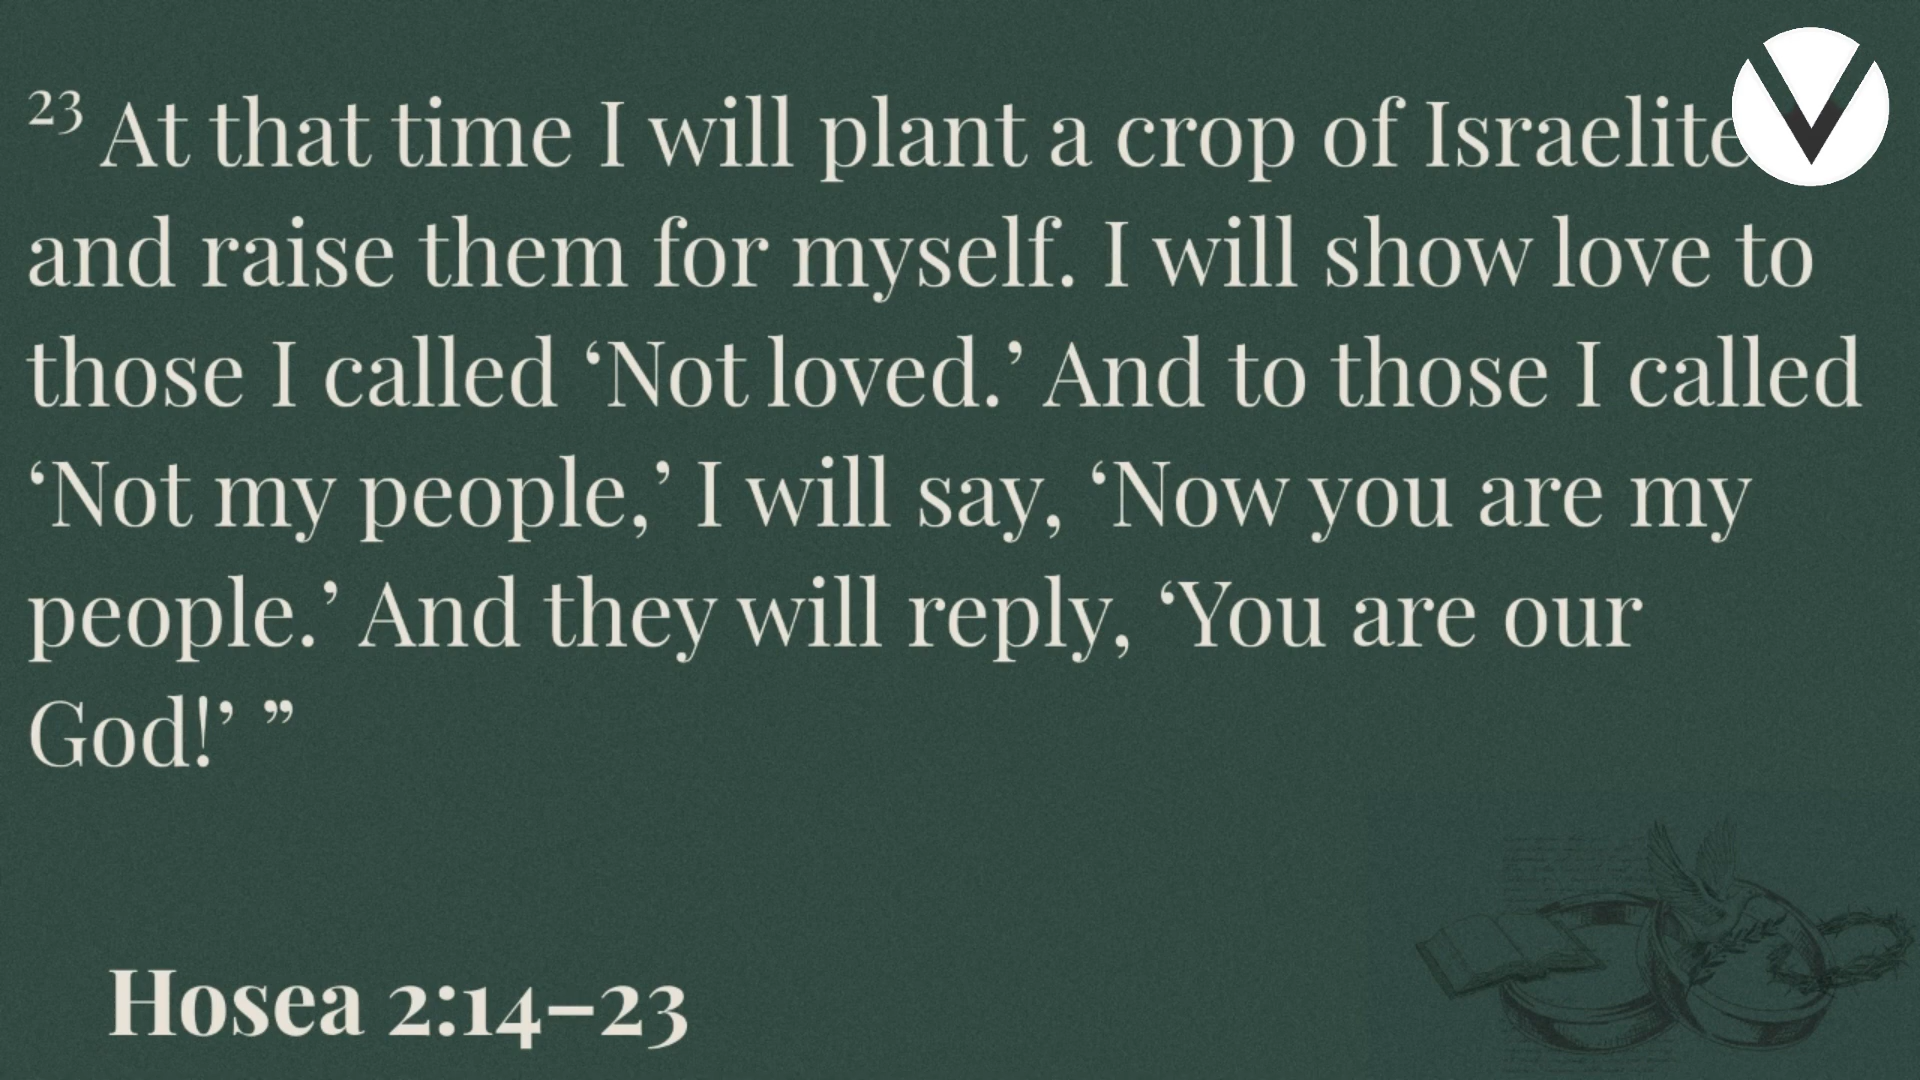 23 At that time I will plant a crop of Israelite
and raise them for myself. I will show love to
those I called ‘Not loved.’ And to those I called
‘Not my people,’ I will say, ‘Now you are my
people.’ And they will reply, ‘You are our
God!’ ”
Hosea 2:14–23